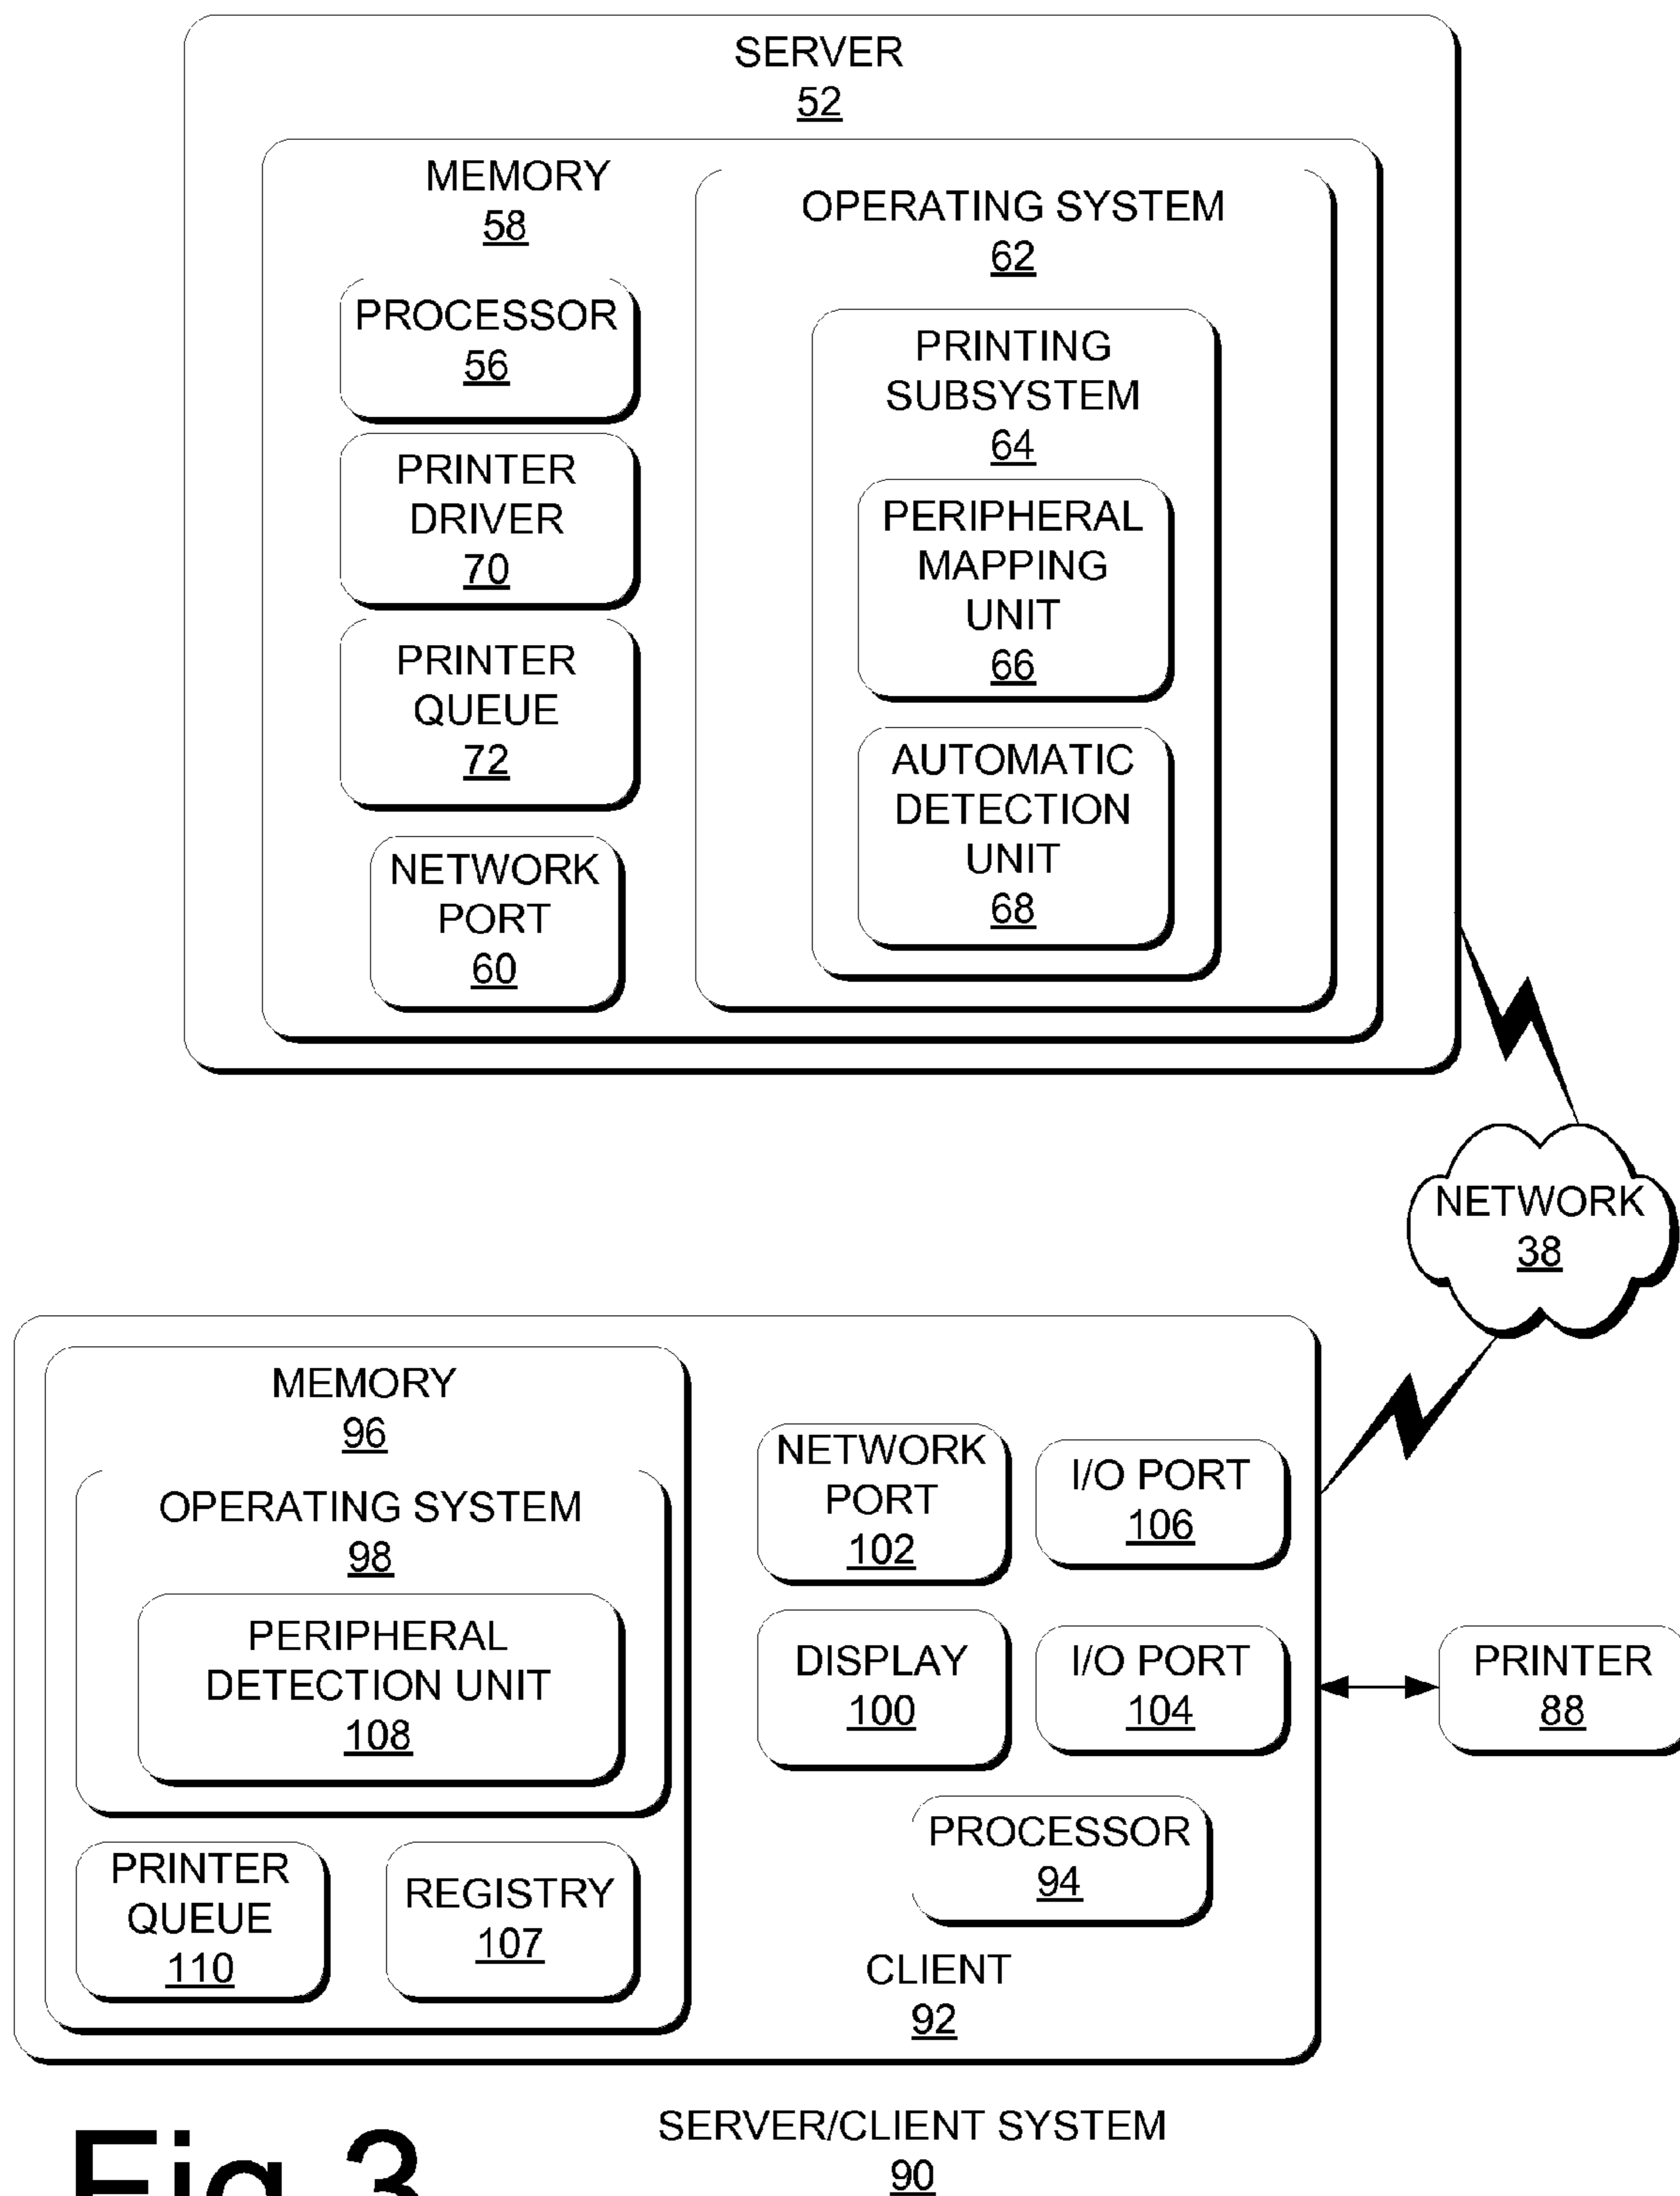 SERVER
52
MEMORY
58
PROCESSOR
56
PRINTER
DRIVER
70
PRINTER
QUEUE
72
NETWORK
PORT
60
OPERATING SYSTEM
62
PRINTING
SUBSYSTEM
64
PERIPHERAL
MAPPING
UNIT
66
AUTOMATIC
DETECTION
UNIT
68
NETWORK
38
MEMORY
96
OPERATING SYSTEM
98
PERIPHERAL
DETECTION UNIT
108
PRINTER
QUEUE
110
REGISTRY
107
NETWORK
PORT
102
I/O PORT
106
DISPLAY
100
I/O PORT
104
PROCESSOR
94
CLIENT
92
PRINTER
88
SERVER/CLIENT SYSTEM
90
Fig 3